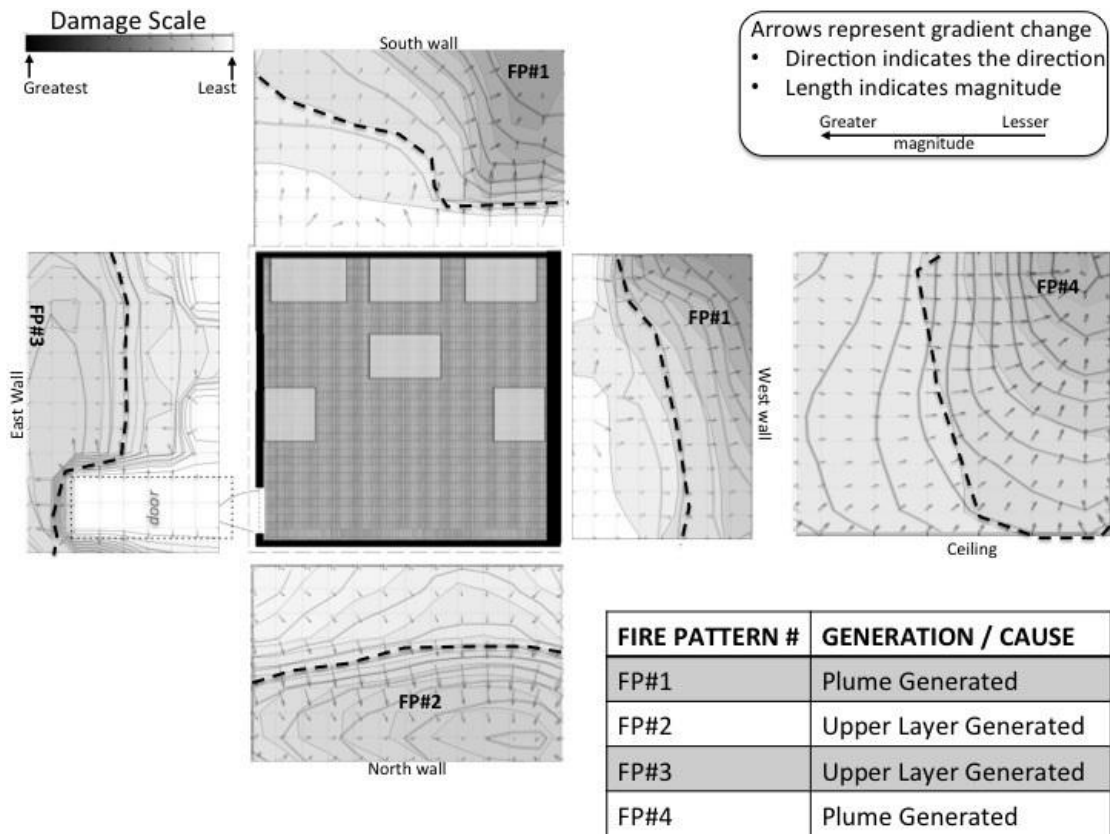 Damage Scale
Greatest
Least
South wall
FP#1
Arrows represent gradient change
• Direction indicates the direction
• Length indicates magnitude
Greater
Lesser
magnitude
East Wall
FP#3
door
FP#1
West wall
FP#4
Ceiling
FP#2
North wall
FIRE PATTERN # GENERATION / CAUSE
FP#1 Plume Generated
FP#2 Upper Layer Generated
FP#3 Upper Layer Generated
FP#4 Plume Generated